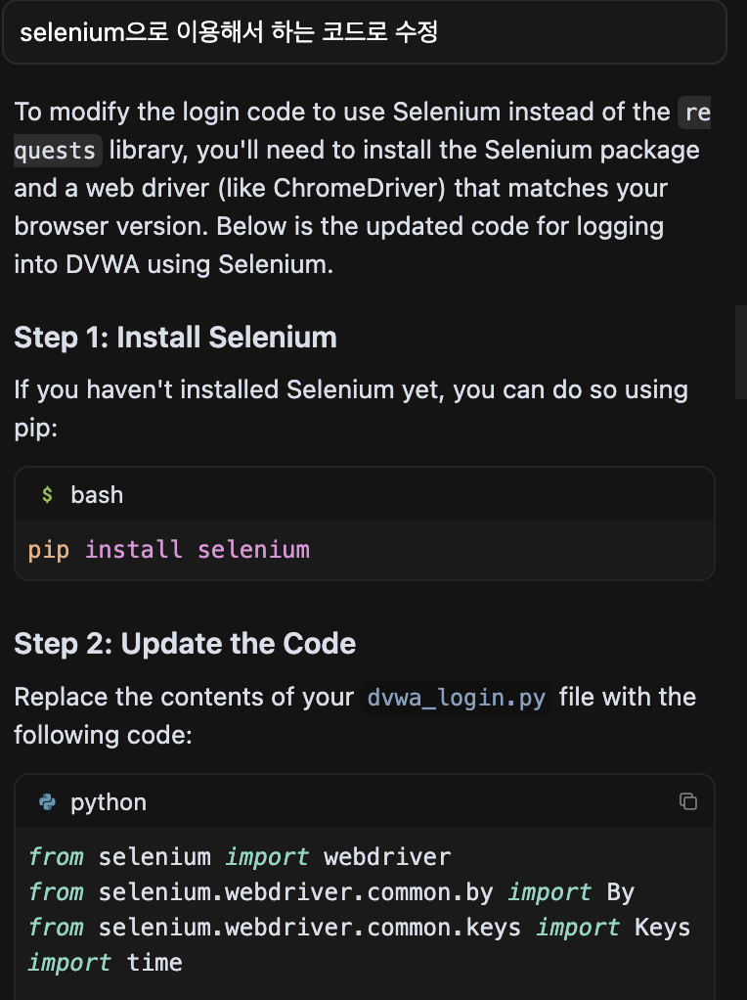 selenium으로 이용해서 하는 코드로 수정
To modify the login code to use Selenium instead of the re
quests library, you'll need to install the Selenium package
and a web driver (like ChromeDriver) that matches your
browser version. Below is the updated code for logging
into DVWA using Selenium.
Step 1: Install Selenium
If you haven't installed Selenium yet, you can do so using
pip:
$ bash
pip install selenium
Step 2: Update the Code
Replace the contents of your dvwa_login.py file with the
following code:
python
from selenium import webdriver
from selenium.webdriver.common.by import By
from selenium.webdriver.common.keys import Keys
import time